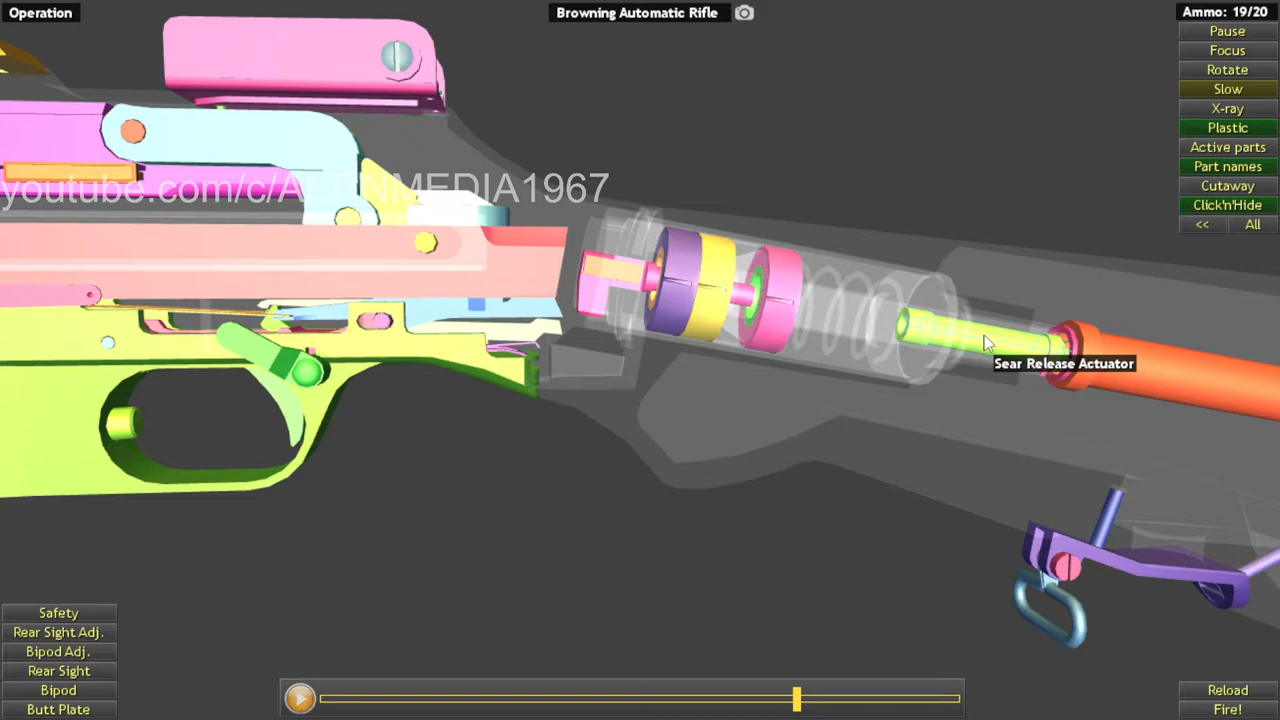 Operation
Browning Automatic Rifle
Ammo: 19/20
Pause
Focus
Rotate
Slow
X-ray
Plastic
Active parts
Part names
Cutaway
Click'n'Hide
<< All
Sear Release Actuator
Safety
Rear Sight Adj.
Bipod Adj.
Rear Sight
Bipod
Butt Plate
Reload
Fire!